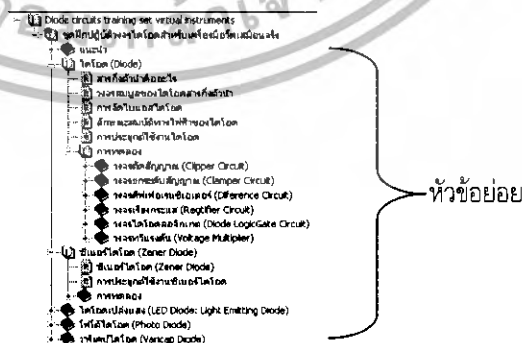 Diode circuits training set virtual instruments
ชุดฝึกปฏิบัติวงจรไดโอดสำหรับเครื่องมือวัดเสมือนจริง
แนะนำ
ไดโอด (Diode)
สารกึ่งตัวนำคืออะไร
วงจรสมมูลของไดโอดสารกึ่งตัวนำ
การจัดไบแอสไดโอด
ลักษณะสมบัติทางไฟฟ้าของไดโอด
การประยุกต์ใช้งานไดโอด
การทดลอง
วงจรตัดสัญญาณ (Clipper Circuit)
วงจรยกระดับสัญญาณ (Clamper Circuit)
วงจรดิฟเฟอเรนชิเอเตอร์ (Diference Circuit)
วงจรเรียงกระแส (Regtifier Circuit)
วงจรไดโอดลอจิกเกต (Diode LogicGate Circuit)
วงจรทวีแรงดัน (Voltage Multiplier)
ซีเนอร์ไดโอด (Zener Diode)
ซีเนอร์ไดโอด (Zener Diode)
การประยุกต์ใช้งานซีเนอร์ไดโอด
การทดลอง
ไดโอดเปล่งแสง (LED Diode: Light Emitting Diode)
โฟโต้ไดโอด (Photo Diode)
วาริแคปไดโอด (Varicap Diode)
หัวข้อย่อย